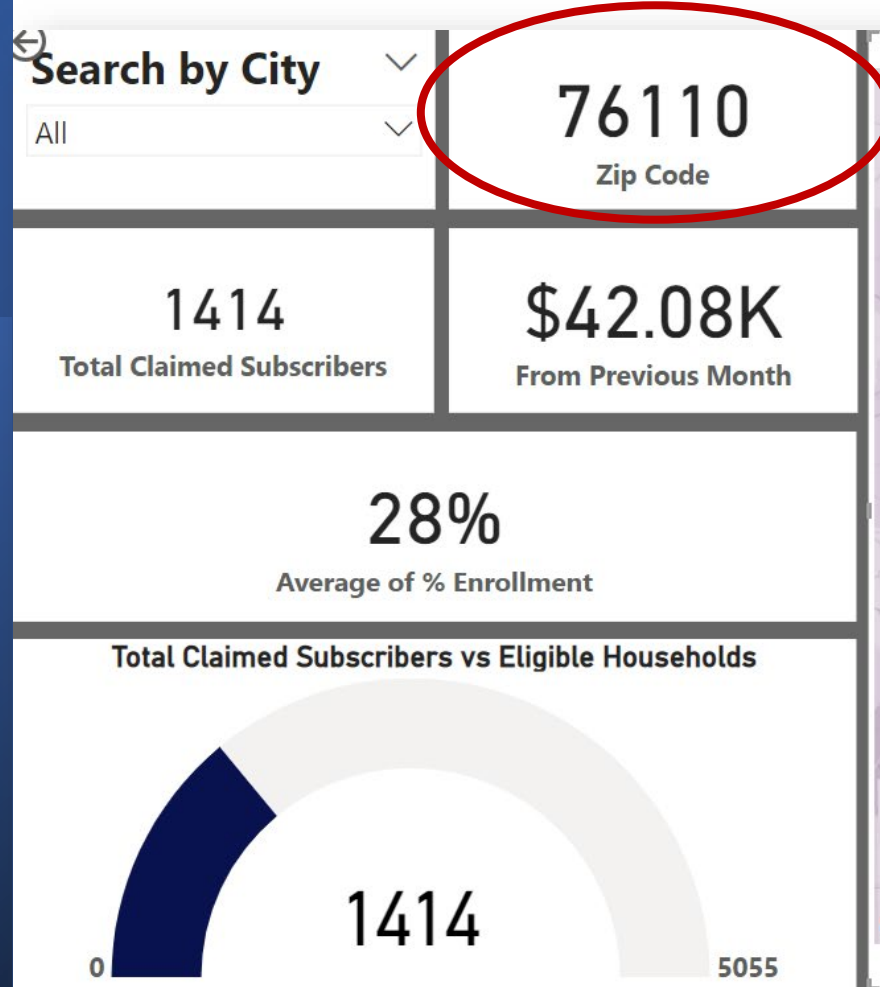 Search by City
All
76110
Zip Code
1414
Total Claimed Subscribers
$42.08K
From Previous Month
28%
Average of % Enrollment
Total Claimed Subscribers vs Eligible Households
1414
0
5055